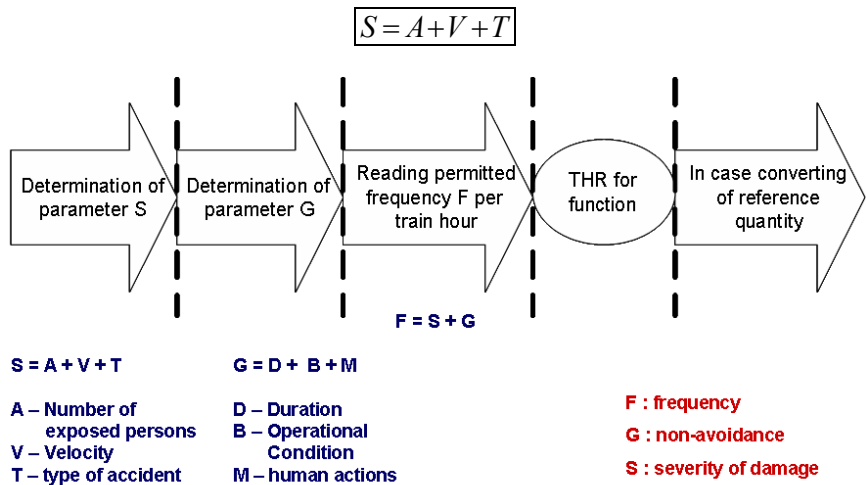 S = A + V + T
Determination of
parameter S
Determination of
parameter G
Reading permitted
frequency F per
train hour
THR for
function
In case converting
of reference
quantity
F = S + G
S = A + V + T
A – Number of
exposed persons
V – Velocity
T – type of accident
G = D + B + M
D – Duration
B – Operational
Condition
M – human actions
F : frequency
G : non-avoidance
S : severity of damage